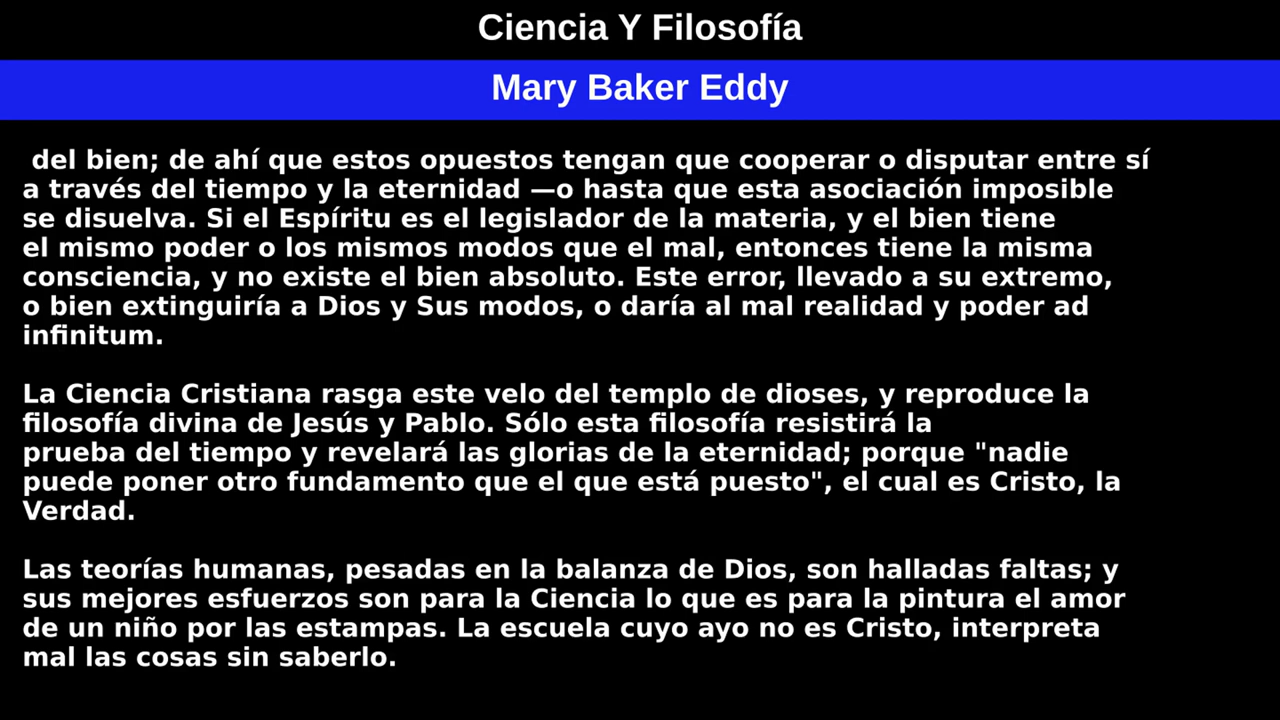 Ciencia Y Filosofía
Mary Baker Eddy
del bien; de ahí que estos opuestos tengan que cooperar o disputar entre sí
a través del tiempo y la eternidad —o hasta que esta asociación imposible
se disuelva. Si el Espíritu es el legislador de la materia, y el bien tiene
el mismo poder o los mismos modos que el mal, entonces tiene la misma
consciencia, y no existe el bien absoluto. Este error, llevado a su extremo,
o bien extinguiría a Dios y Sus modos, o daría al mal realidad y poder ad
infinitum.
La Ciencia Cristiana rasga este velo del templo de dioses, y reproduce la
filosofía divina de Jesús y Pablo. Sólo esta filosofía resistirá la
prueba del tiempo y revelará las glorias de la eternidad; porque "nadie
puede poner otro fundamento que el que está puesto", el cual es Cristo, la
Verdad.
Las teorías humanas, pesadas en la balanza de Dios, son halladas faltas; y
sus mejores esfuerzos son para la Ciencia lo que es para la pintura el amor
de un niño por las estampas. La escuela cuyo ayo no es Cristo, interpreta
mal las cosas sin saberlo.